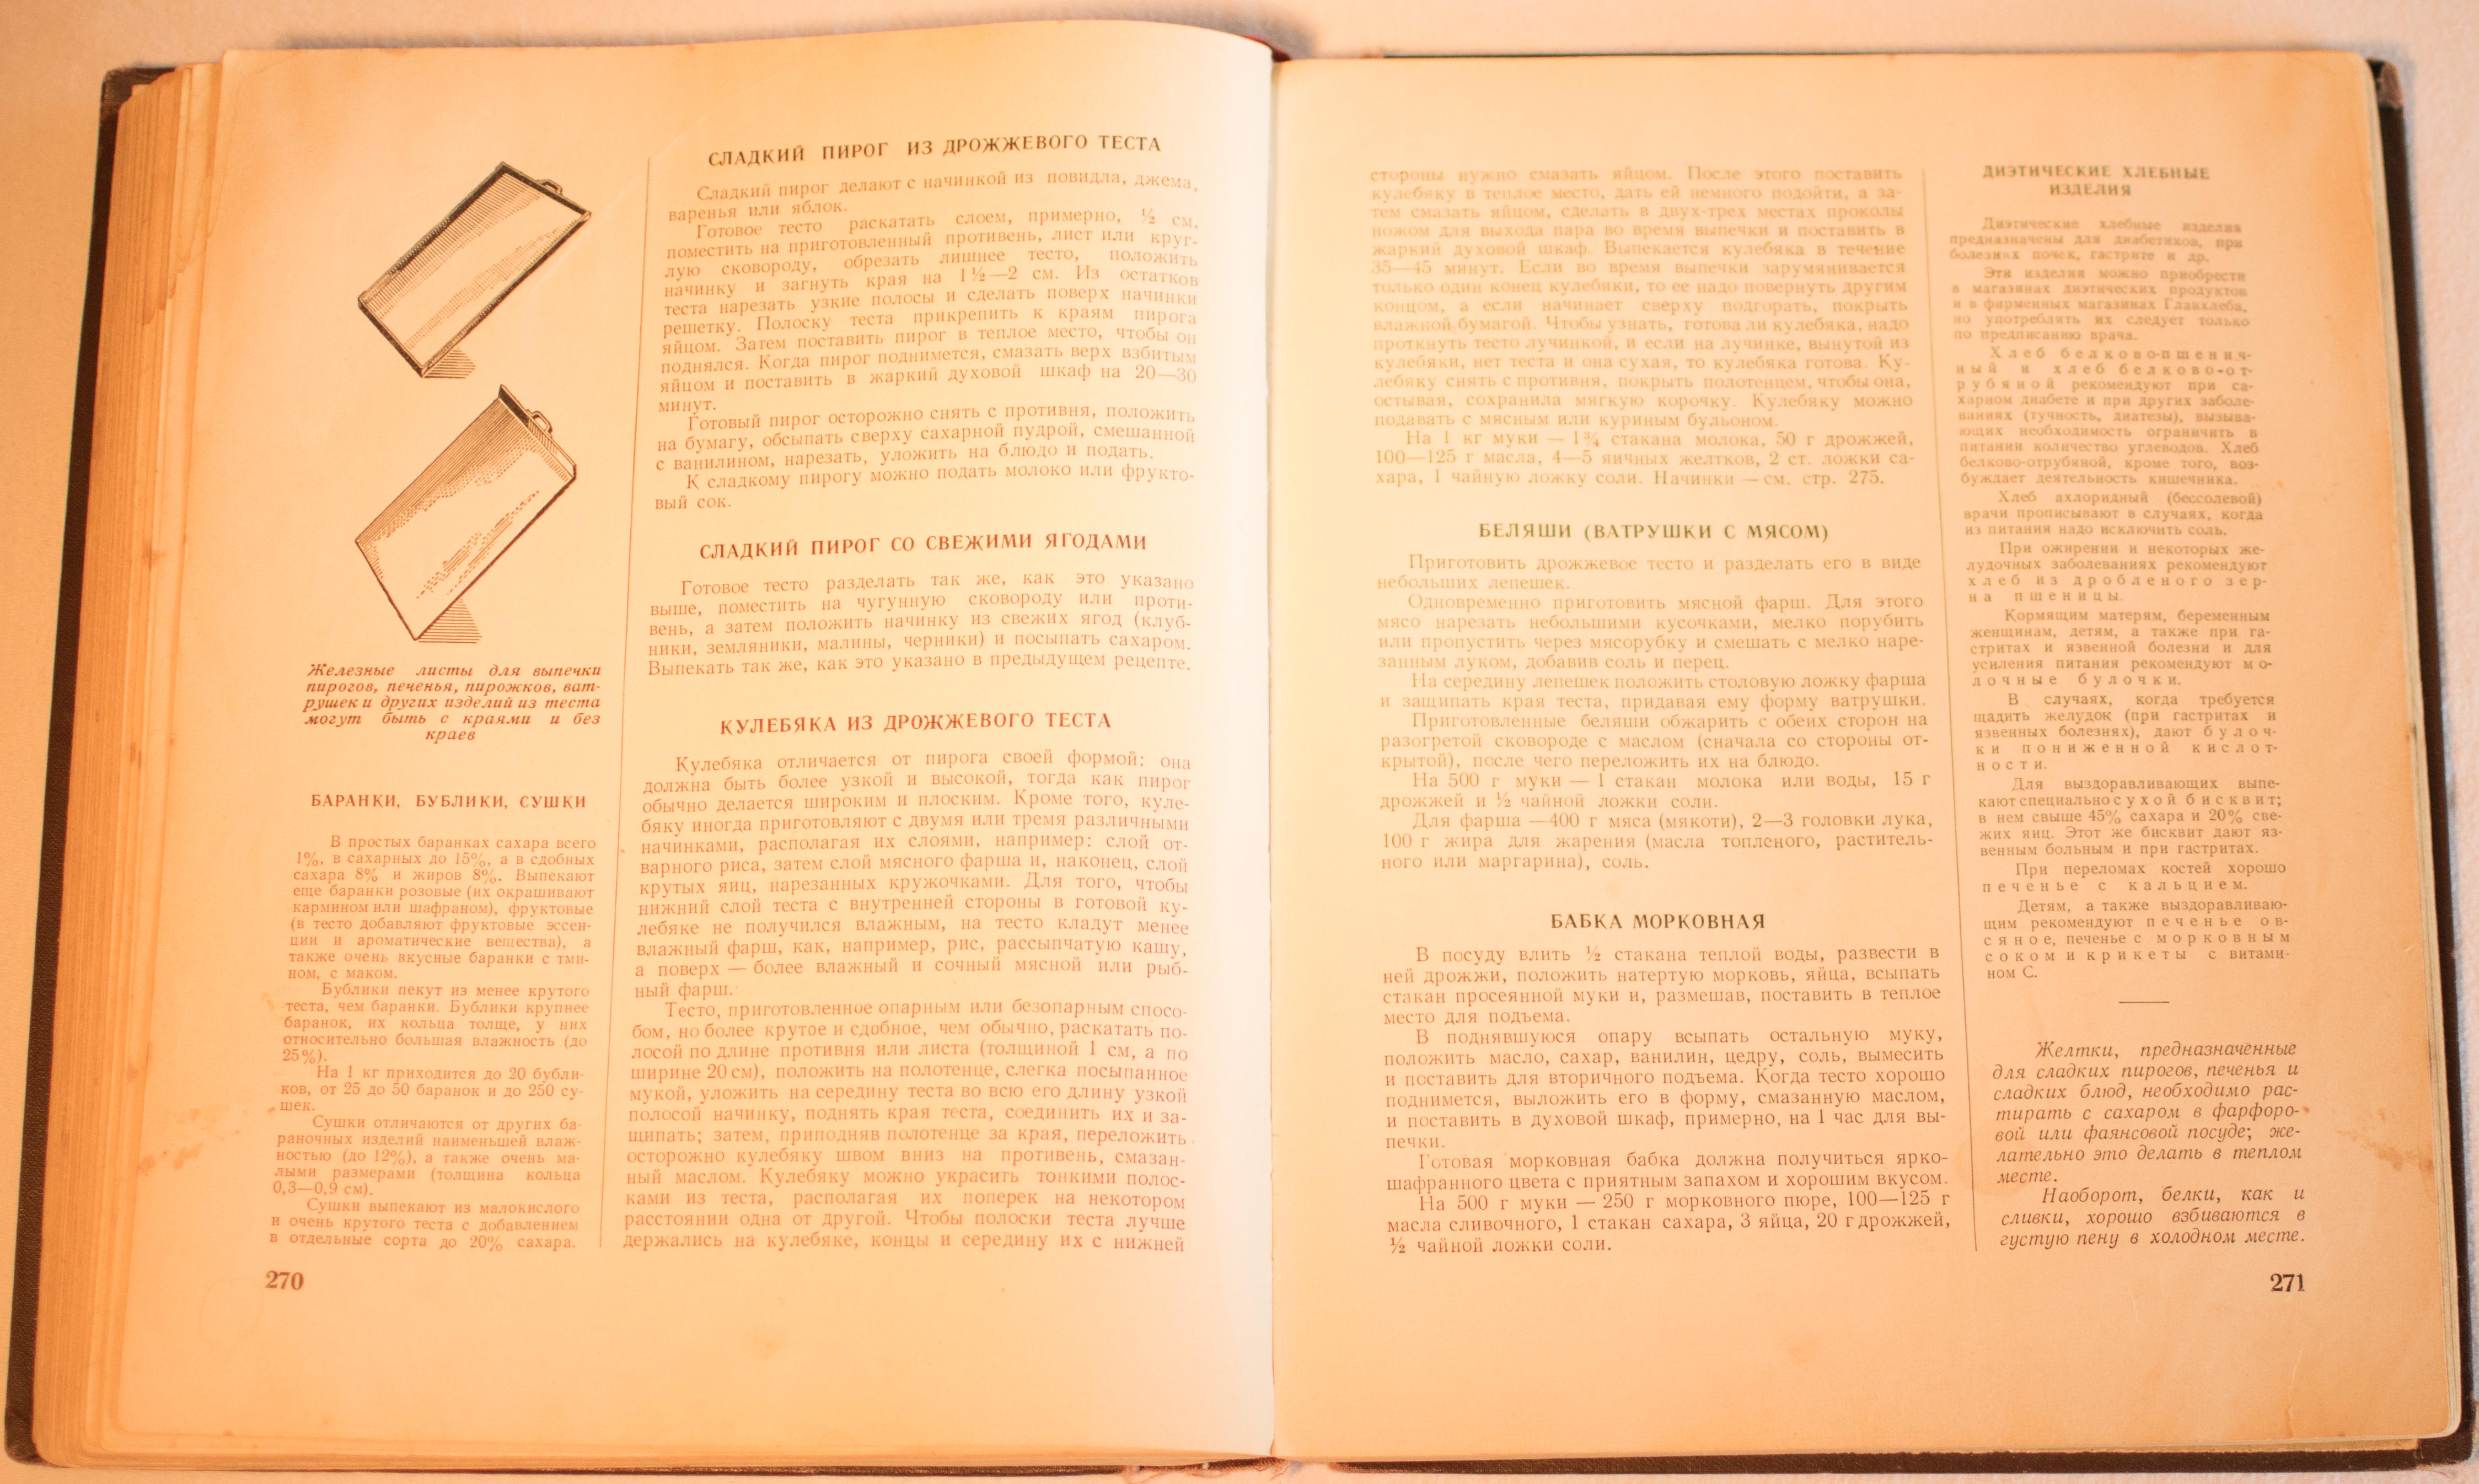 Железные листы для выпечки
пирогов, печенья, пирожков, ват-
рушек и других изделий из теста
могут быть с краями и без
краев
БАРАНКИ, БУБЛИКИ, СУШКИ
В простых баранках сахара всего
1%, в сахарных до 15%, а в сдобных
сахара 8% и жиров 8%. Выпекают
еще баранки розовые (их окрашивают
кармином или шафраном), фруктовые
(в тесто добавляют фруктовые эссен-
ции и ароматические вещества), а
также очень вкусные баранки с тми-
ном, с маком.
Бублики пекут из менее крутого
теста, чем баранки. Бублики крупнее
баранок, их кольца толще, у них
относительно большая влажность (до
25%).
На 1 кг приходится до 20 бубли-
ков, от 25 до 50 баранок и до 250 су-
шек.
Сушки отличаются от других ба-
раночных изделий наименьшей влаж-
ностью (до 12%), а также очень ма-
лыми размерами (толщина кольца
0,3—0,9 см).
Сушки выпекают из малокислого
и очень крутого теста с добавлением
в отдельные сорта до 20% сахара.
270
СЛАДКИЙ ПИРОГ ИЗ ДРОЖЖЕВОГО ТЕСТА
Сладкий пирог делают с начинкой из повидла, джема,
варенья или яблок.
Готовое тесто раскатать слоем, примерно, ½ см,
поместить на приготовленный противень, лист или круг-
лую сковороду, обрезать лишнее тесто, положить
начинку и загнуть края на 1½—2 см. Из остатков
теста нарезать узкие полосы и сделать поверх начинки
решетку. Полоску теста прикрепить к краям пирога
яйцом. Затем поставить пирог в теплое место, чтобы он
поднялся. Когда пирог поднимется, смазать верх взбитым
яйцом и поставить в жаркий духовой шкаф на 20—30
минут.
Готовый пирог осторожно снять с противня, положить
на бумагу, обсыпать сверху сахарной пудрой, смешанной
с ванилином, нарезать, уложить на блюдо и подать.
К сладкому пирогу можно подать молоко или фрукто-
вый сок.
СЛАДКИЙ ПИРОГ СО СВЕЖИМИ ЯГОДАМИ
Готовое тесто разделать так же, как это указано
выше, поместить на чугунную сковороду или проти-
вень, а затем положить начинку из свежих ягод (клуб-
ники, земляники, малины, черники) и посыпать сахаром.
Выпекать так же, как это указано в предыдущем рецепте.
КУЛЕБЯКА ИЗ ДРОЖЖЕВОГО ТЕСТА
Кулебяка отличается от пирога своей формой: она
должна быть более узкой и высокой, тогда как пирог
обычно делается широким и плоским. Кроме того, куле-
бяку иногда приготовляют с двумя или тремя различными
начинками, располагая их слоями, например: слой от-
варного риса, затем слой мясного фарша и, наконец, слой
крутых яиц, нарезанных кружочками. Для того, чтобы
нижний слой теста с внутренней стороны в готовой ку-
лебяке не получился влажным, на тесто кладут менее
влажный фарш, как, например, рис, рассыпчатую кашу,
а поверх — более влажный и сочный мясной или рыб-
ный фарш.
Тесто, приготовленное опарным или безопарным спосо-
бом, но более крутое и сдобное, чем обычно, раскатать по-
лосой по длине противня или листа (толщиной 1 см, а по
ширине 20 см), положить на полотенце, слегка посыпанное
мукой, уложить на середину теста во всю его длину узкой
полосой начинку, поднять края теста, соединить их и за-
щипать; затем, приподняв полотенце за края, переложить
осторожно кулебяку швом вниз на противень, смазан-
ный маслом. Кулебяку можно украсить тонкими полос-
ками из теста, располагая их поперек на некотором
расстоянии одна от другой. Чтобы полоски теста лучше
держались на кулебяке, концы и середину их с нижней
стороны нужно смазать яйцом. После этого поставить
кулебяку в теплое место, дать ей немного подойти, а за-
тем смазать яйцом, сделать в двух-трех местах проколы
ножом для выхода пара во время выпечки и поставить в
жаркий духовой шкаф. Выпекается кулебяка в течение
35—45 минут. Если во время выпечки зарумянивается
только один конец кулебяки, то ее надо повернуть другим
концом, а если начинает сверху подгорать, покрыть
влажной бумагой. Чтобы узнать, готова ли кулебяка, надо
проткнуть тесто лучинкой, и если на лучинке, вынутой из
кулебяки, нет теста и она сухая, то кулебяка готова. Ку-
лебяку снять с противня, покрыть полотенцем, чтобы она,
остывая, сохранила мягкую корочку. Кулебяку можно
подавать с мясным или куриным бульоном.
На 1 кг муки — 1¾ стакана молока, 50 г дрожжей,
100—125 г масла, 4—5 яичных желтков, 2 ст. ложки са-
хара, 1 чайную ложку соли. Начинки — см. стр. 275.
БЕЛЯШИ (ВАТРУШКИ С МЯСОМ)
Приготовить дрожжевое тесто и разделать его в виде
небольших лепешек.
Одновременно приготовить мясной фарш. Для этого
мясо нарезать небольшими кусочками, мелко порубить
или пропустить через мясорубку и смешать с мелко наре-
занным луком, добавив соль и перец.
На середину лепешек положить столовую ложку фарша
и защипать края теста, придавая ему форму ватрушки.
Приготовленные беляши обжарить с обеих сторон на
разогретой сковороде с маслом (сначала со стороны от-
крытой), после чего переложить их на блюдо.
На 500 г муки — 1 стакан молока или воды, 15 г
дрожжей и ½ чайной ложки соли.
Для фарша —400 г мяса (мякоти), 2—3 головки лука,
100 г жира для жарения (масла топленого, раститель-
ного или маргарина), соль.
БАБКА МОРКОВНАЯ
В посуду влить ½ стакана теплой воды, развести в
ней дрожжи, положить натертую морковь, яйца, всыпать
стакан просеянной муки и, размешав, поставить в теплое
место для подъема.
В поднявшуюся опару всыпать остальную муку,
положить масло, сахар, ванилин, цедру, соль, вымесить
и поставить для вторичного подъема. Когда тесто хорошо
поднимется, выложить его в форму, смазанную маслом,
и поставить в духовой шкаф, примерно, на 1 час для вы-
печки.
Готовая морковная бабка должна получиться ярко-
шафранного цвета с приятным запахом и хорошим вкусом.
На 500 г муки — 250 г морковного пюре, 100—125 г
масла сливочного, 1 стакан сахара, 3 яйца, 20 г дрожжей,
½ чайной ложки соли.
ДИЭТИЧЕСКИЕ ХЛЕБНЫЕ
ИЗДЕЛИЯ
Диэтические хлебные изделия
предназначены для диабетиков, при
болезнях почек, гастрите и др.
Эти изделия можно приобрести
в магазинах диэтических продуктов
и в фирменных магазинах Главхлеба,
но употреблять их следует только
по предписанию врача.
Хлеб белково-пшенич-
ный и хлеб белково-от-
рубяной рекомендуют при са-
харном диабете и при других заболе-
ваниях (тучность, диатезы), вызыва-
ющих необходимость ограничить в
питании количество углеводов. Хлеб
белково-отрубяной, кроме того, воз-
буждает деятельность кишечника.
Хлеб ахлоридный (бессолевой)
врачи прописывают в случаях, когда
из питания надо исключить соль.
При ожирении и некоторых же-
лудочных заболеваниях рекомендуют
хлеб из дробленого зер-
на пшеницы.
Кормящим матерям, беременным
женщинам, детям, а также при га-
стритах и язвенной болезни и для
усиления питания рекомендуют мо-
лочные булочки.
В случаях, когда требуется
щадить желудок (при гастритах и
язвенных болезнях), дают булоч-
ки пониженной кислот-
ности.
Для выздоравливающих выпе-
кают специально сухой бисквит;
в нем свыше 45% сахара и 20% све-
жих яиц. Этот же бисквит дают яз-
венным больным и при гастритах.
При переломах костей хорошо
печенье с кальцием.
Детям, а также выздоравливаю-
щим рекомендуют печенье ов-
сяное, печенье с морковным
соком и крикеты с витами-
ном С.
Желтки, предназначенные
для сладких пирогов, печенья и
сладких блюд, необходимо рас-
тирать с сахаром в фарфоро-
вой или фаянсовой посуде; же-
лательно это делать в теплом
месте.
Наоборот, белки, как и
сливки, хорошо взбиваются в
густую пену в холодном месте.
271